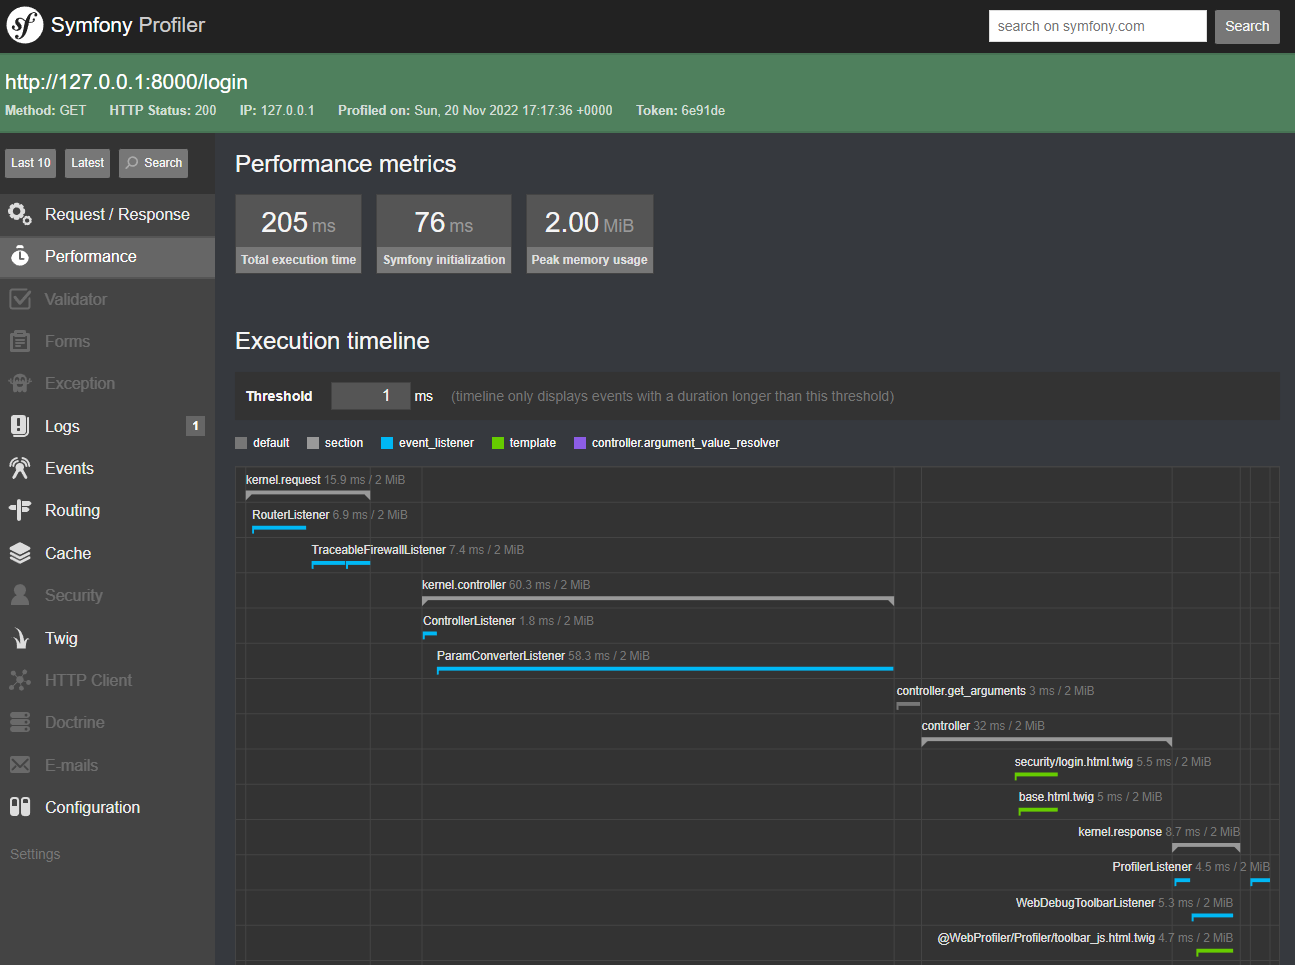 sf Symfony Profiler
search on symfony.com Search
http://127.0.0.1:8000/login
Method: GET HTTP Status: 200 IP: 127.0.0.1 Profiled on: Sun, 20 Nov 2022 17:17:36 +0000 Token: 6e91de
Last 10 Latest Search
Request / Response
Performance
Validator
Forms
Exception
Logs 1
Events
Routing
Cache
Security
Twig
HTTP Client
Doctrine
E-mails
Configuration
Settings
Performance metrics
205 ms 76 ms 2.00 MiB
Total execution time Symfony initialization Peak memory usage
Execution timeline
Threshold 1 ms (timeline only displays events with a duration longer than this threshold)
default section event_listener template controller.argument_value_resolver
kernel.request 15.9 ms / 2 MiB
RouterListener 6.9 ms / 2 MiB
TraceableFirewallListener 7.4 ms / 2 MiB
kernel.controller 60.3 ms / 2 MiB
ControllerListener 1.8 ms / 2 MiB
ParamConverterListener 58.3 ms / 2 MiB
controller.get_arguments 3 ms / 2 MiB
controller 32 ms / 2 MiB
security/login.html.twig 5.5 ms / 2 MiB
base.html.twig 5 ms / 2 MiB
kernel.response 8.7 ms / 2 MiB
ProfilerListener 4.5 ms / 2 MiB
WebDebugToolbarListener 5.3 ms / 2 MiB
@WebProfiler/Profiler/toolbar_js.html.twig 4.7 ms / 2 MiB